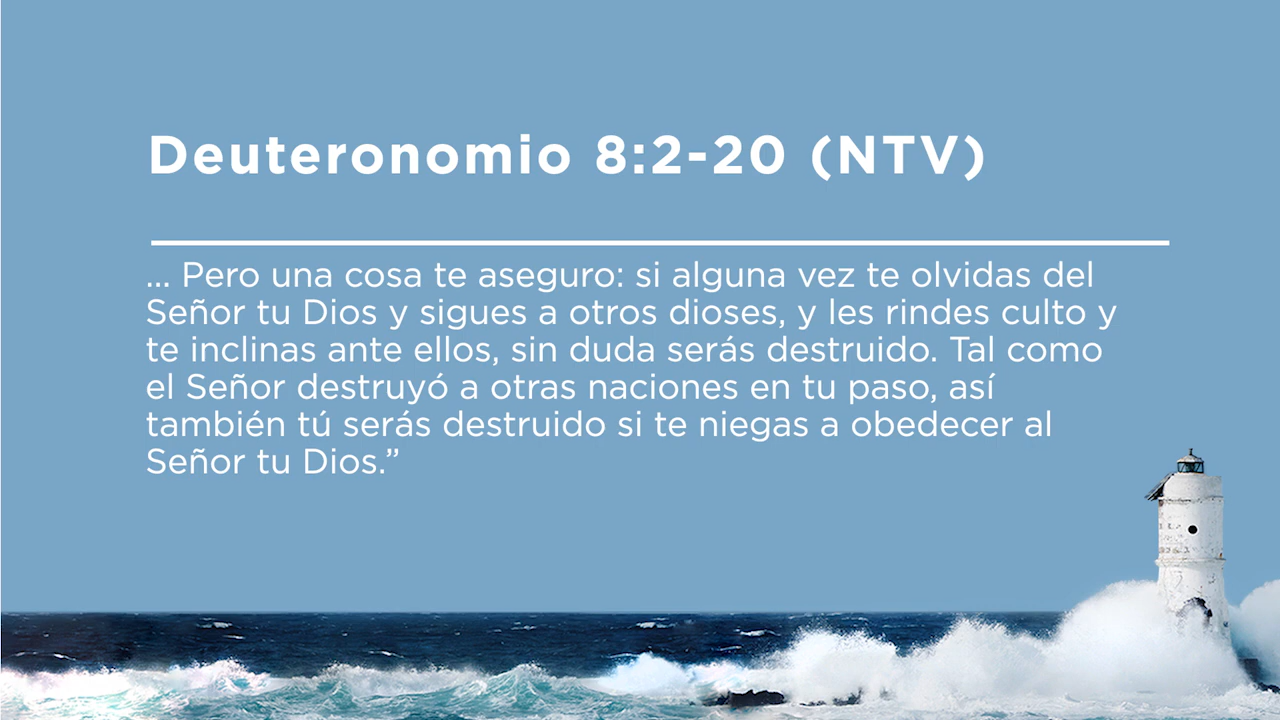 Deuteronomio 8:2-20 (NTV)
... Pero una cosa te aseguro: si alguna vez te olvidas del
Señor tu Dios y sigues a otros dioses, y les rindes culto y
te inclinas ante ellos, sin duda serás destruido. Tal como
el Señor destruyó a otras naciones en tu paso, así
también tú serás destruido si te niegas a obedecer al
Señor tu Dios.”